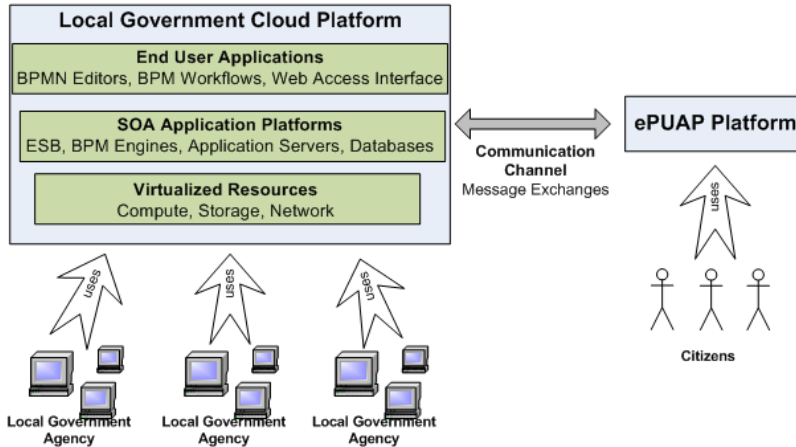 Local Government Cloud Platform
End User Applications
BPMN Editors, BPM Workflows, Web Access Interface
SOA Application Platforms
ESB, BPM Engines, Application Servers, Databases
Virtualized Resources
Compute, Storage, Network
Communication
Channel
Message Exchanges
ePUAP Platform
uses
uses
uses
uses
Local Government
Agency
Local Government
Agency
Local Government
Agency
Citizens